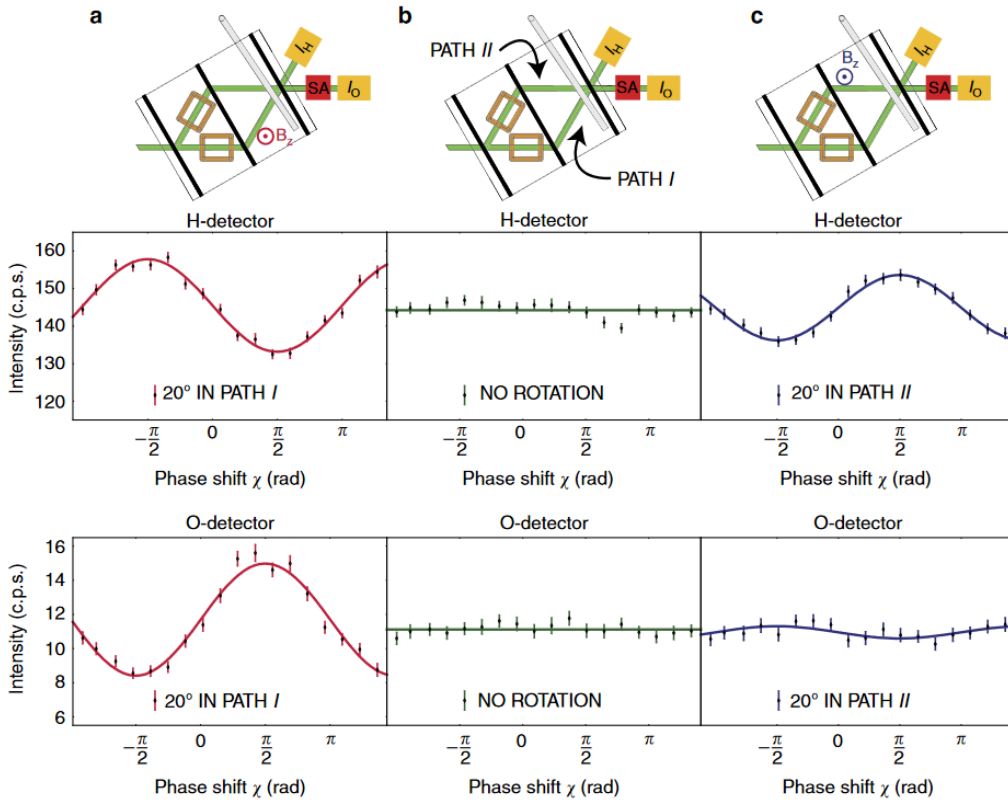 a
b
c
PATH II
I_H
SA
I_O
B_z
I_H
SA
I_O
PATH I
B_z
I_H
SA
I_O
H-detector
H-detector
H-detector
Intensity (c.p.s.)
160
150
140
130
120
20° IN PATH I
NO ROTATION
20° IN PATH II
−π/2 0 π/2 π
−π/2 0 π/2 π
−π/2 0 π/2 π
Phase shift χ (rad)
Phase shift χ (rad)
Phase shift χ (rad)
O-detector
O-detector
O-detector
Intensity (c.p.s.)
16
14
12
10
8
6
20° IN PATH I
NO ROTATION
20° IN PATH II
−π/2 0 π/2 π
−π/2 0 π/2 π
−π/2 0 π/2 π
Phase shift χ (rad)
Phase shift χ (rad)
Phase shift χ (rad)